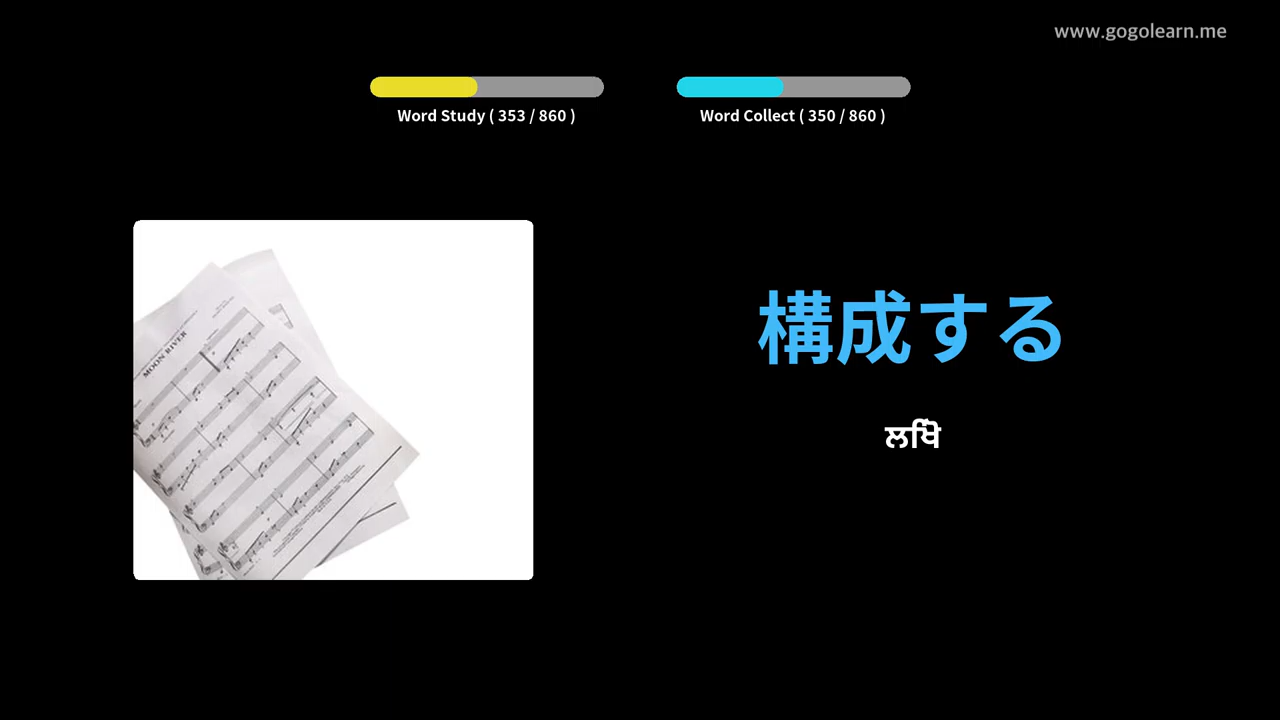 www.gogolearn.me
Word Study ( 353 / 860 )
Word Collect ( 350 / 860 )
MOON RIVER
構成する
ਲਖਿੋ